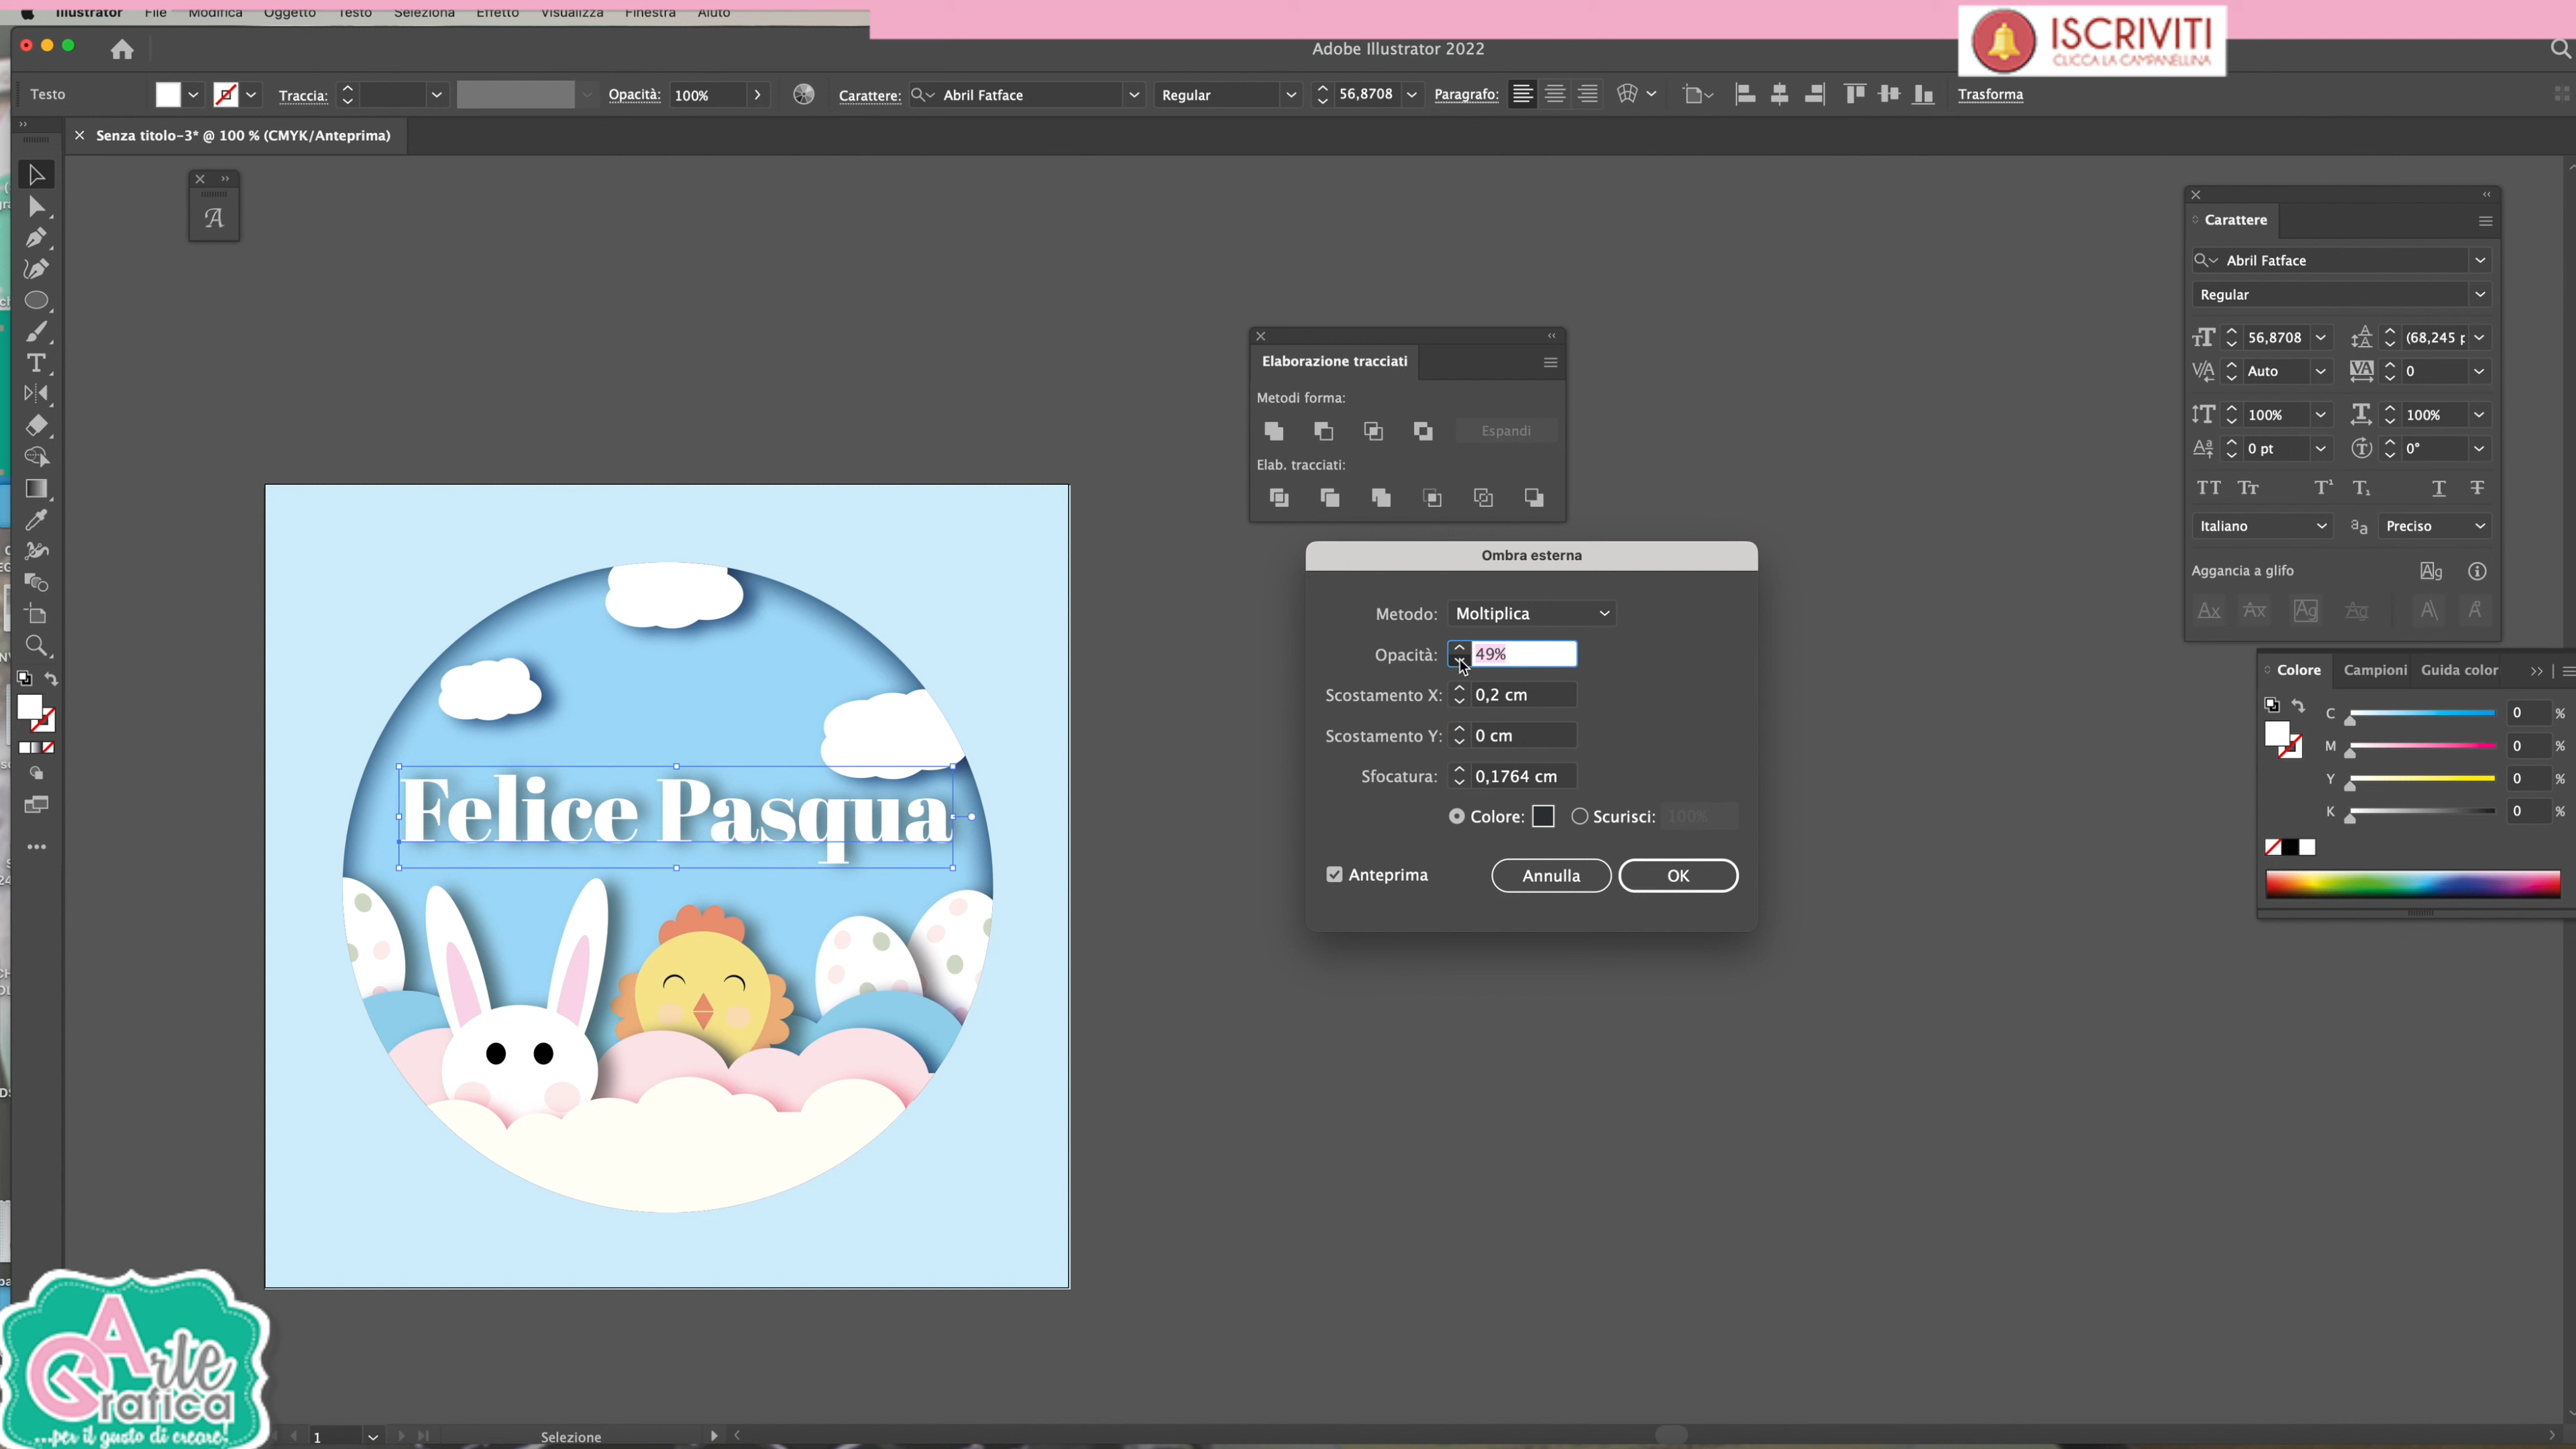 Illustrator File Modifica Oggetto Testo Seleziona Effetto Visualizza Finestra Aiuto
ISCRIVITI
CLICCA LA CAMPANELLINA
Adobe Illustrator 2022
Testo Traccia: Opacità: 100% Carattere: Abril Fatface Regular 56,8708 Paragrafo: Trasforma
Senza titolo-3* @ 100 % (CMYK/Anteprima)
Carattere
Abril Fatface
Regular
56,8708 (68,245 p
Auto 0
100% 100%
0 pt 0°
Italiano Preciso
Aggancia a glifo
Elaborazione tracciati
Metodi forma:
Espandi
Elab. tracciati:
Ombra esterna
Metodo: Moltiplica
Opacità: 49%
Scostamento X: 0,2 cm
Scostamento Y: 0 cm
Sfocatura: 0,1764 cm
Colore: Scurisci: 100%
Anteprima Annulla OK
Colore Campioni Guida color
C 0 %
M 0 %
Y 0 %
K 0 %
Felice Pasqua
Arte
Grafica
...per il gusto di creare!
1 Selezione